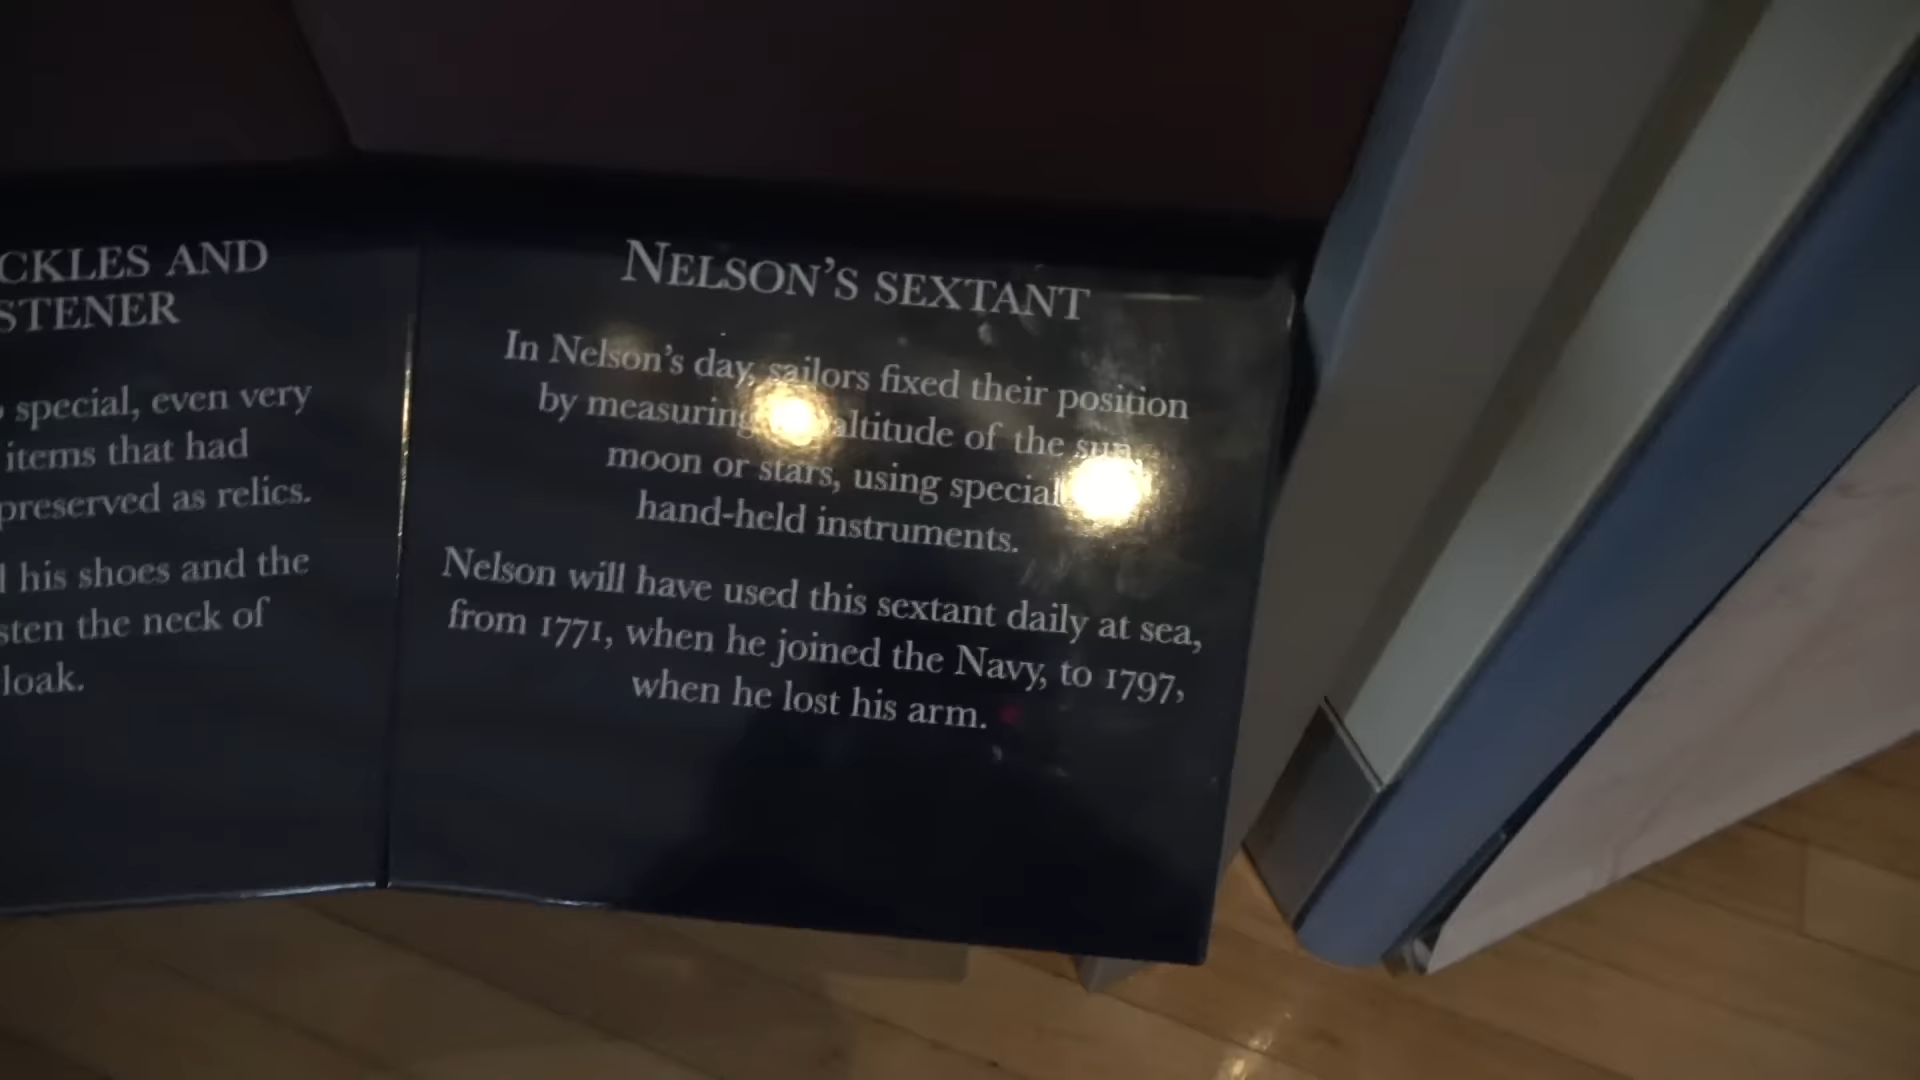 CKLES AND
STENER
special, even very
items that had
preserved as relics.
his shoes and the
sten the neck of
loak.
NELSON'S SEXTANT
In Nelson's day, sailors fixed their position
by measuring altitude of the sun,
moon or stars, using special
hand-held instruments.
Nelson will have used this sextant daily at sea,
from 1771, when he joined the Navy, to 1797,
when he lost his arm.